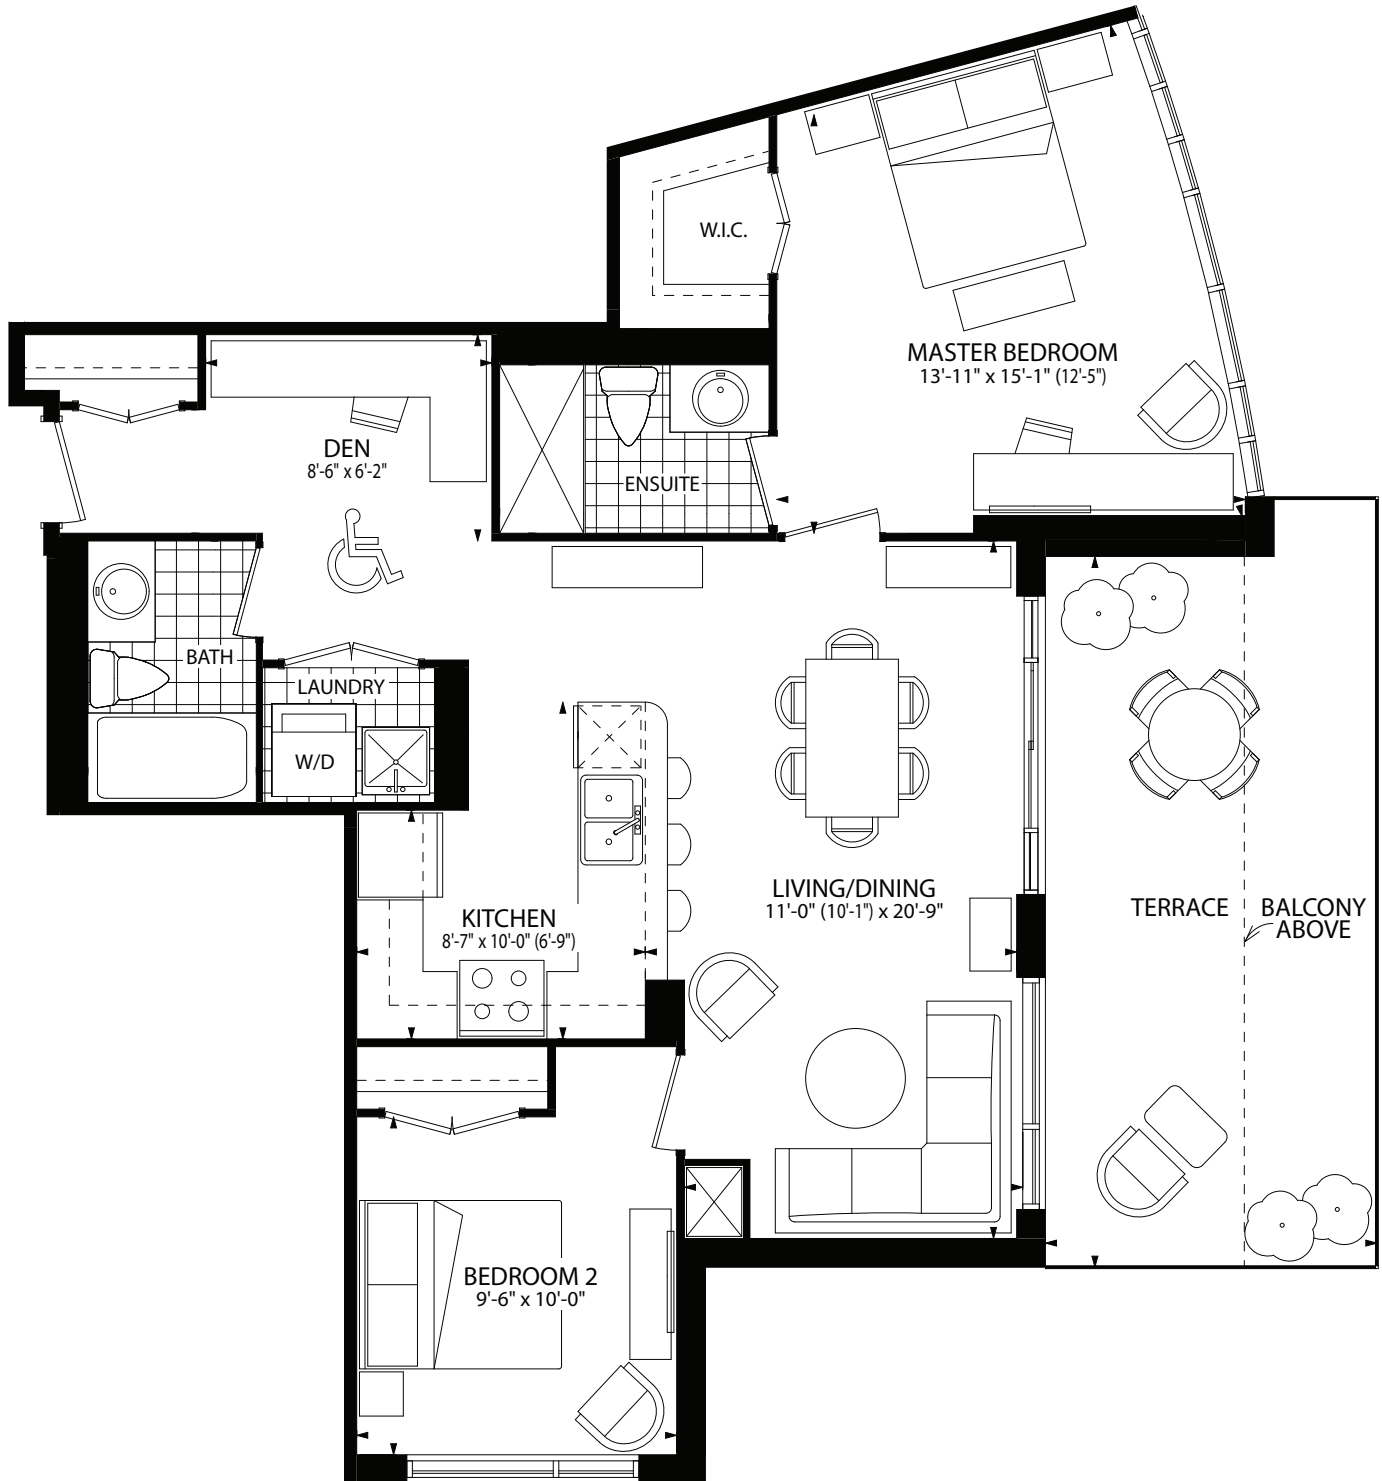 W.I.C.
MASTER BEDROOM
13'-11" x 15'-1" (12'-5")
DEN
8'-6" x 6'-2"
ENSUITE
BATH
LAUNDRY
W/D
LIVING/DINING
11'-0" (10'-1") x 20'-9"
KITCHEN
8'-7" x 10'-0" (6'-9")
TERRACE
BALCONY
ABOVE
BEDROOM 2
9'-6" x 10'-0"